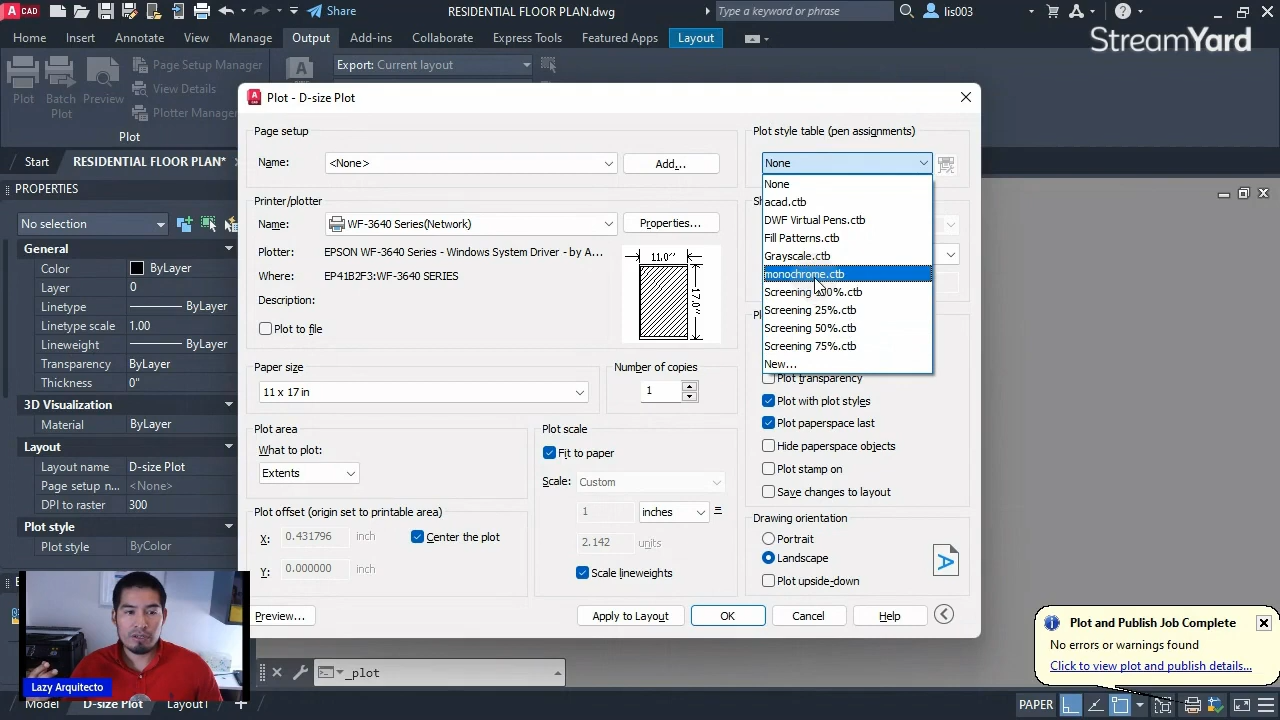 A CAD
Share
RESIDENTIAL FLOOR PLAN.dwg
Type a keyword or phrase
lis003
StreamYard
Home
Insert
Annotate
View
Manage
Output
Add-ins
Collaborate
Express Tools
Featured Apps
Layout
Plot
Batch
Plot
Preview
Page Setup Manager
View Details
Plotter Manager
Export: Current layout
Plot
Start
RESIDENTIAL FLOOR PLAN*
PROPERTIES
No selection
General
Color ByLayer
Layer 0
Linetype ByLayer
Linetype scale 1.00
Lineweight ByLayer
Transparency ByLayer
Thickness 0"
3D Visualization
Material ByLayer
Layout
Layout name D-size Plot
Page setup n... <None>
DPI to raster 300
Plot style
Plot style ByColor
Plot - D-size Plot
Page setup
Name: <None> Add...
Printer/plotter
Name: WF-3640 Series(Network) Properties...
Plotter: EPSON WF-3640 Series - Windows System Driver - by A...
Where: EP41B2F3:WF-3640 SERIES
Description:
Plot to file
11.0''
17.0''
Paper size
11 x 17 in
Number of copies
1
Plot area
What to plot:
Extents
Plot offset (origin set to printable area)
X: 0.431796 inch
Center the plot
Y: 0.000000 inch
Plot scale
Fit to paper
Scale: Custom
1 inches =
2.142 units
Scale lineweights
Plot style table (pen assignments)
None
None
acad.ctb
DWF Virtual Pens.ctb
Fill Patterns.ctb
Grayscale.ctb
monochrome.ctb
Screening 100%.ctb
Screening 25%.ctb
Screening 50%.ctb
Screening 75%.ctb
New...
Plot transparency
Plot with plot styles
Plot paperspace last
Hide paperspace objects
Plot stamp on
Save changes to layout
Drawing orientation
Portrait
Landscape
Plot upside-down
A
Preview...
Apply to Layout
OK
Cancel
Help
_plot
Plot and Publish Job Complete
No errors or warnings found
Click to view plot and publish details...
Lazy Arquitecto
Model
D-size Plot
Layout1
PAPER